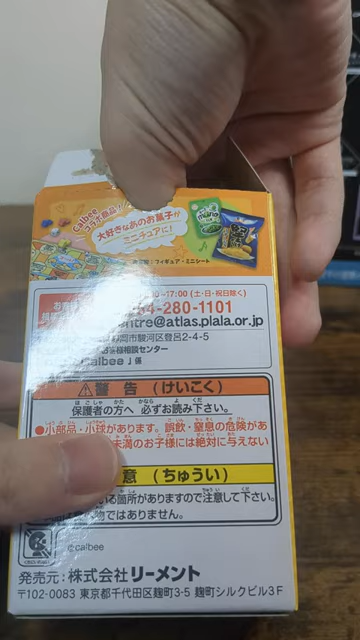 Calbee
コラボ商品!
大好きなあのお菓子が
ミニチュアに!
フィギュア・ミニシート
17:00 (土・日・祝日除く)
4-280-1101
ntre@atlas.plala.or.jp
岡市駿河区登呂2-4-5
様相談センター
Calbee」係
警告 (けいこく)
保護者の方へ 必ずお読み下さい。
●小部品・小球があります。誤飲・窒息の危険があ
未満のお子様には絶対に与えない
意 (ちゅうい)
いる箇所がありますので注意して下さい。
物ではありません。
©calbee
発売元:株式会社リーメント
〒102-0083 東京都千代田区麹町3-5 麹町シルクビル3F